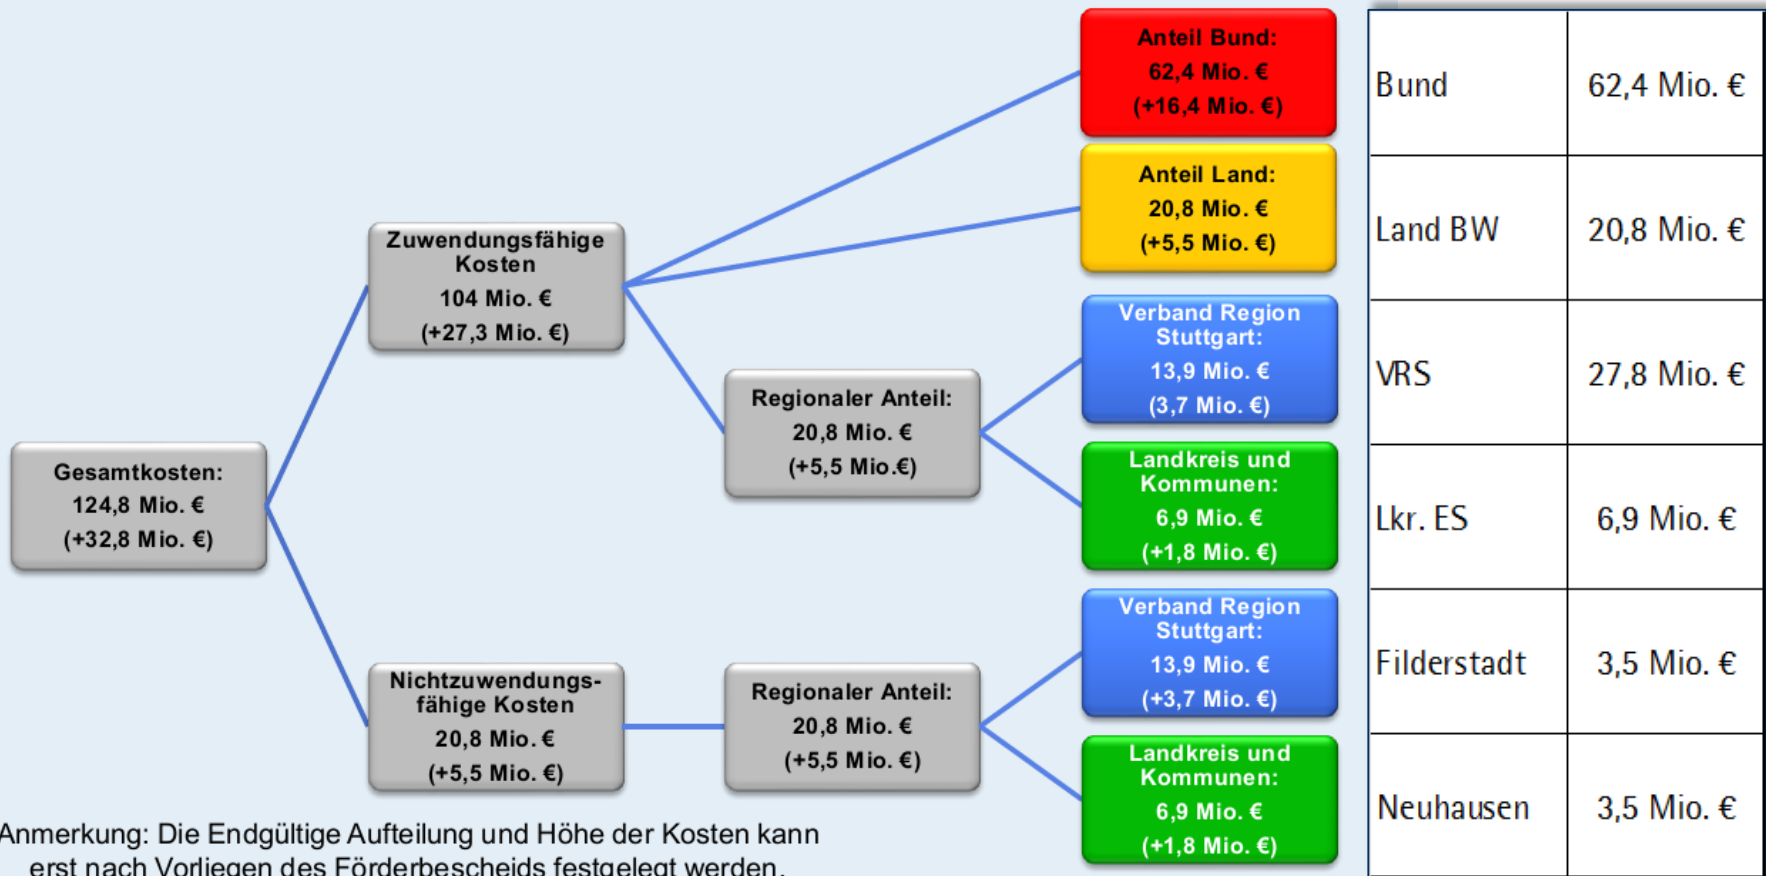 Gesamtkosten:
124,8 Mio. €
(+32,8 Mio. €)
Zuwendungsfähige
Kosten
104 Mio. €
(+27,3 Mio. €)
Nichtzuwendungs-
fähige Kosten
20,8 Mio. €
(+5,5 Mio. €)
Regionaler Anteil:
20,8 Mio. €
(+5,5 Mio.€)
Regionaler Anteil:
20,8 Mio. €
(+5,5 Mio. €)
Anteil Bund:
62,4 Mio. €
(+16,4 Mio. €)
Anteil Land:
20,8 Mio. €
(+5,5 Mio. €)
Verband Region
Stuttgart:
13,9 Mio. €
(3,7 Mio. €)
Landkreis und
Kommunen:
6,9 Mio. €
(+1,8 Mio. €)
Verband Region
Stuttgart:
13,9 Mio. €
(+3,7 Mio. €)
Landkreis und
Kommunen:
6,9 Mio. €
(+1,8 Mio. €)
Bund 62,4 Mio. €
Land BW 20,8 Mio. €
VRS 27,8 Mio. €
Lkr. ES 6,9 Mio. €
Filderstadt 3,5 Mio. €
Neuhausen 3,5 Mio. €
Anmerkung: Die Endgültige Aufteilung und Höhe der Kosten kann
erst nach Vorliegen des Förderbescheids festgelegt werden.